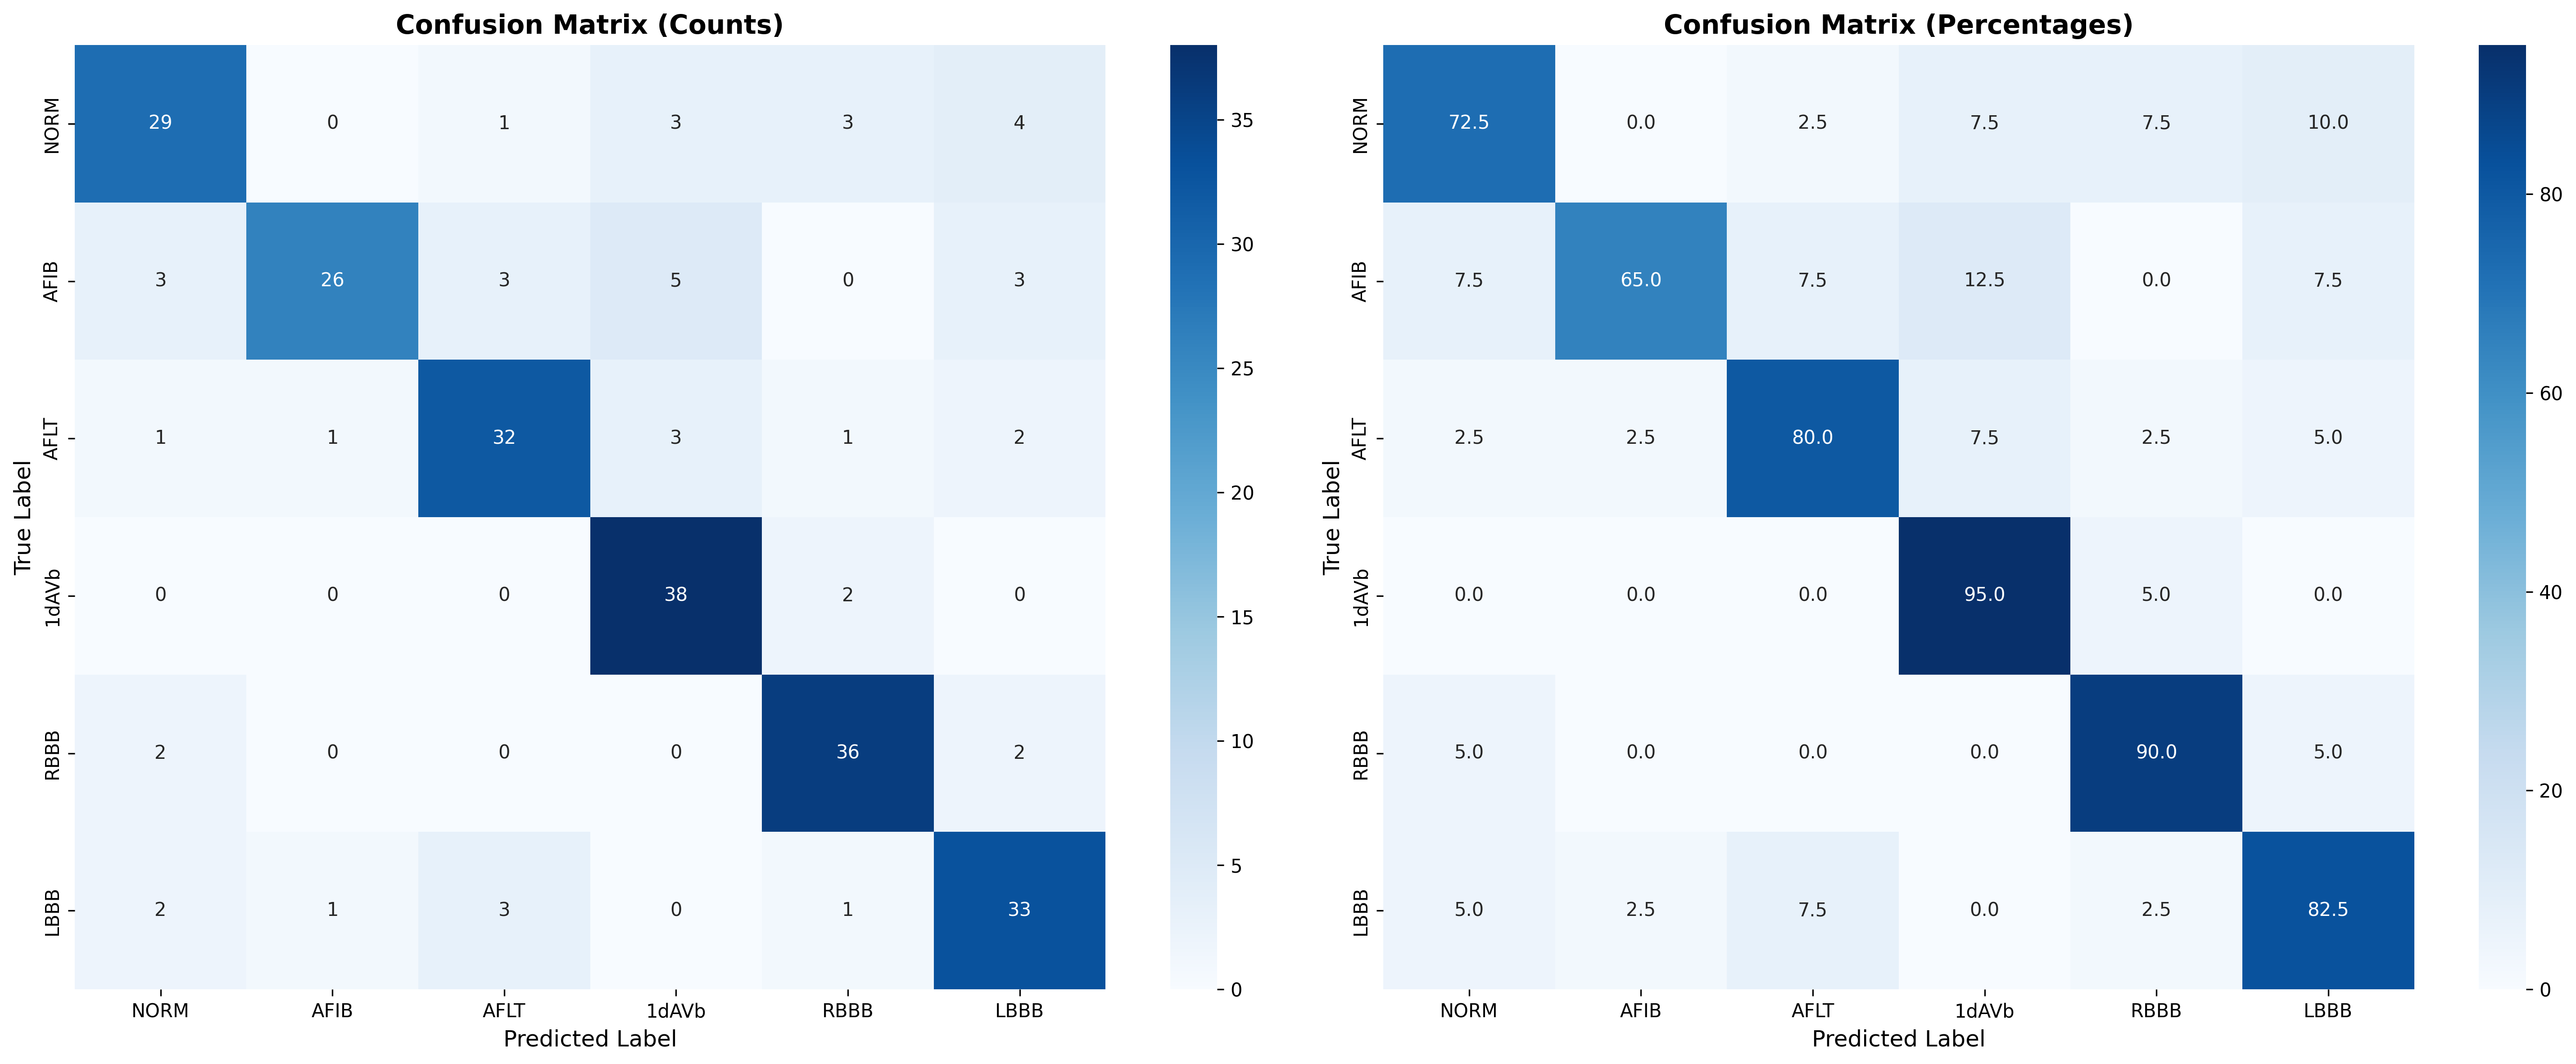 Confusion Matrix (Counts)
True Label
NORM 29 0 1 3 3 4
AFIB 3 26 3 5 0 3
AFLT 1 1 32 3 1 2
1dAVb 0 0 0 38 2 0
RBBB 2 0 0 0 36 2
LBBB 2 1 3 0 1 33
NORM AFIB AFLT 1dAVb RBBB LBBB
Predicted Label
35
30
25
20
15
10
5
0
Confusion Matrix (Percentages)
True Label
NORM 72.5 0.0 2.5 7.5 7.5 10.0
AFIB 7.5 65.0 7.5 12.5 0.0 7.5
AFLT 2.5 2.5 80.0 7.5 2.5 5.0
1dAVb 0.0 0.0 0.0 95.0 5.0 0.0
RBBB 5.0 0.0 0.0 0.0 90.0 5.0
LBBB 5.0 2.5 7.5 0.0 2.5 82.5
NORM AFIB AFLT 1dAVb RBBB LBBB
Predicted Label
80
60
40
20
0